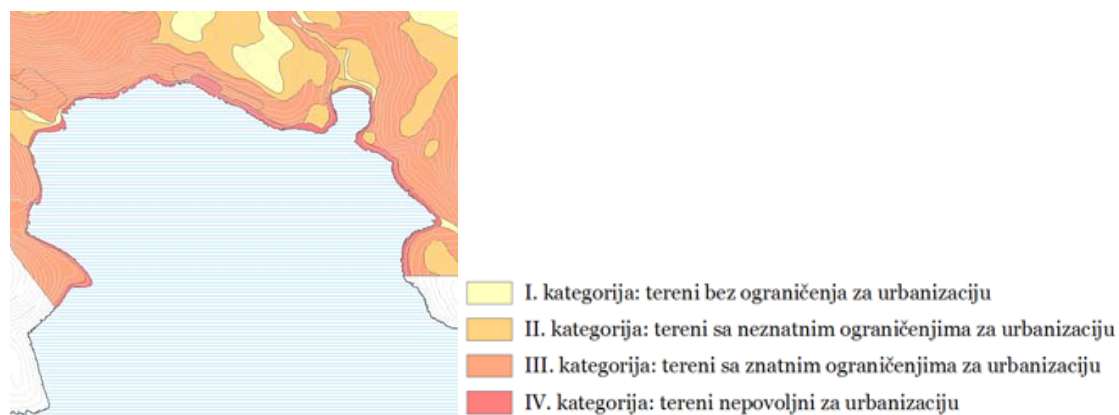 I. kategorija: tereni bez ograničenja za urbanizaciju
II. kategorija: tereni sa neznatnim ograničenjima za urbanizaciju
III. kategorija: tereni sa znatnim ograničenjima za urbanizaciju
IV. kategorija: tereni nepovoljni za urbanizaciju